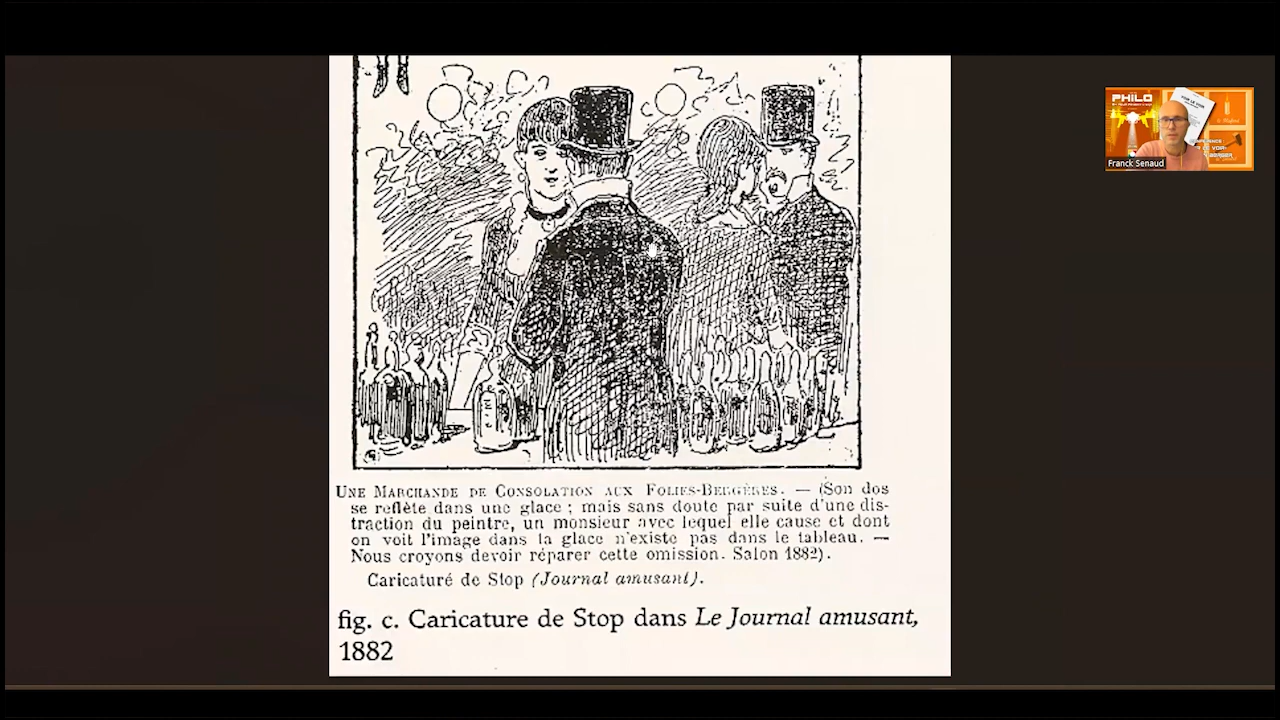 UNE MARCHANDE DE CONSOLATION AUX FOLIES-BERGÈRES. — (Son dos
se reflète dans une glace ; mais sans doute par suite d'une dis-
traction du peintre, un monsieur avec lequel elle cause et dont
on voit l'image dans la glace n'existe pas dans le tableau. —
Nous croyons devoir réparer cette omission. Salon 1882).
Caricature de Stop (Journal amusant).
fig. c. Caricature de Stop dans Le Journal amusant,
1882
PHILO
Franck Senaud